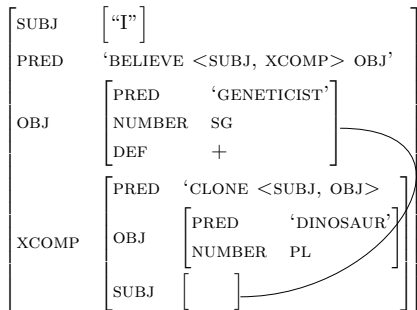 SUBJ “I”
PRED ‘BELIEVE <SUBJ, XCOMP> OBJ’
PRED ‘GENETICIST’
OBJ NUMBER SG
DEF +
PRED ‘CLONE <SUBJ, OBJ>
PRED ‘DINOSAUR’
XCOMP OBJ
NUMBER PL
SUBJ